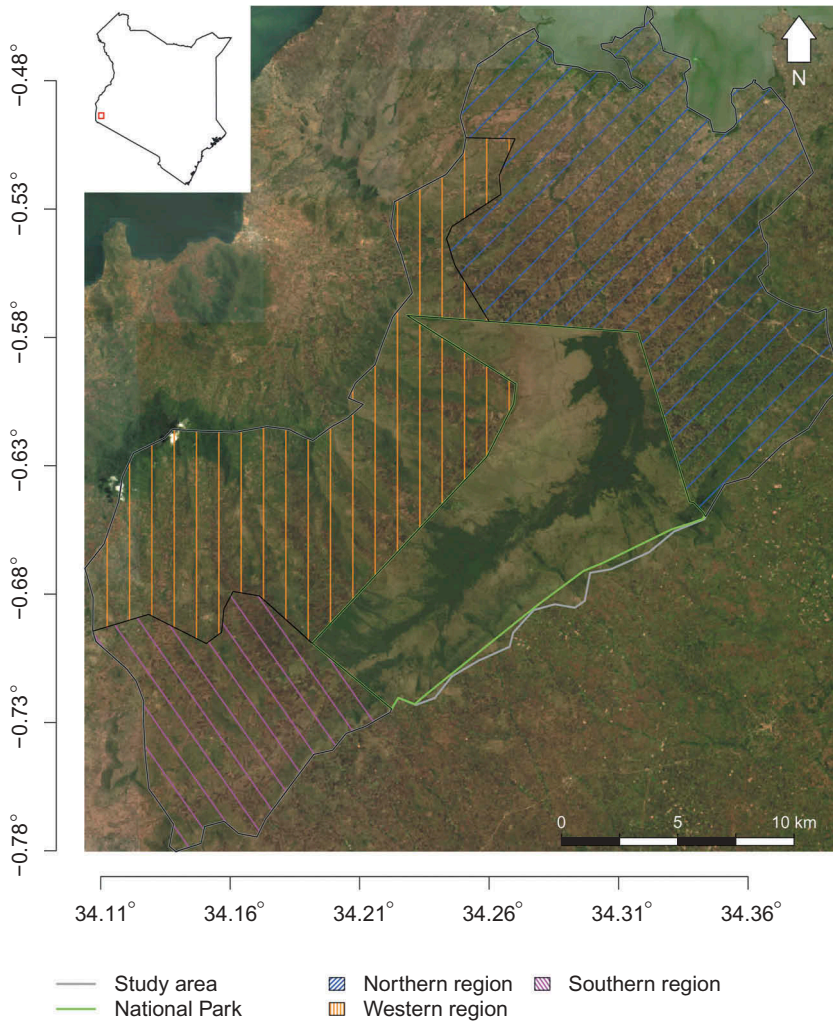 N
−0.48°
−0.53°
−0.58°
−0.63°
−0.68°
−0.73°
−0.78°
0 5 10 km
34.11° 34.16° 34.21° 34.26° 34.31° 34.36°
Study area Northern region Southern region
National Park Western region